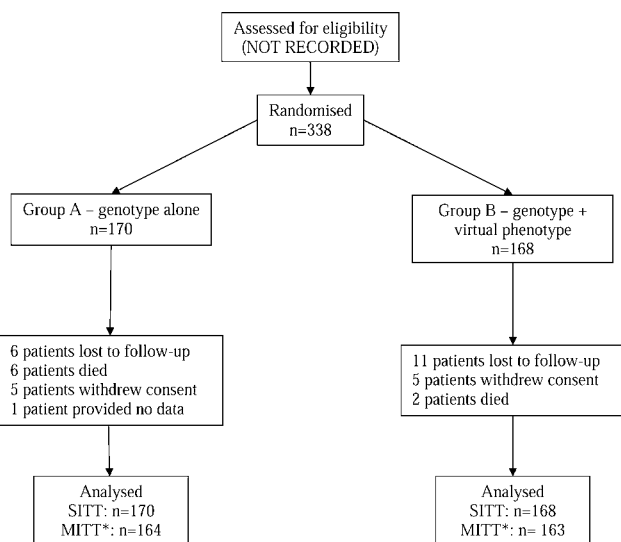 Assessed for eligibility
(NOT RECORDED)
Randomised
n=338
Group A – genotype alone
n=170
Group B – genotype +
virtual phenotype
n=168
6 patients lost to follow-up
6 patients died
5 patients withdrew consent
1 patient provided no data
11 patients lost to follow-up
5 patients withdrew consent
2 patients died
Analysed
SITT: n=170
MITT*: n=164
Analysed
SITT: n=168
MITT*: n=163